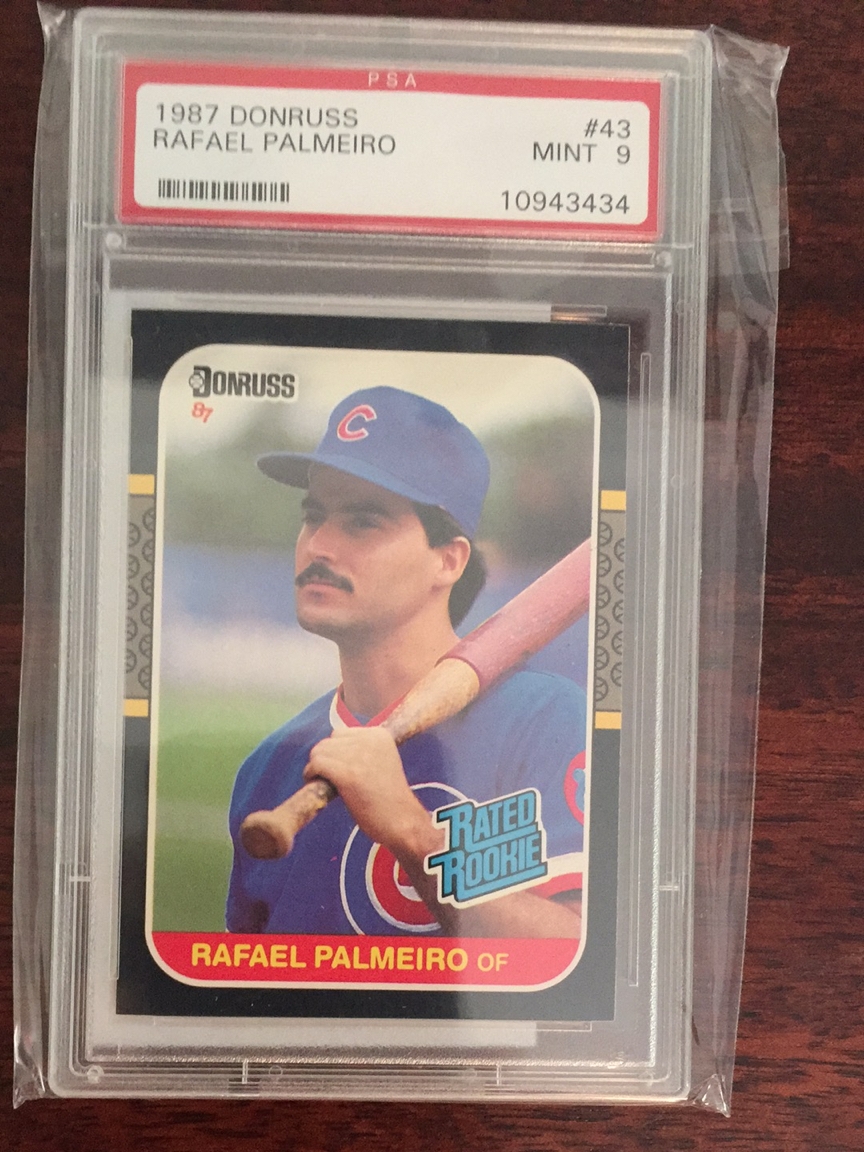 PSA
1987 DONRUSS
#43
RAFAEL PALMEIRO
MINT 9
10943434
DONRUSS
87
C
RATED
ROOKIE
RAFAEL PALMEIRO OF